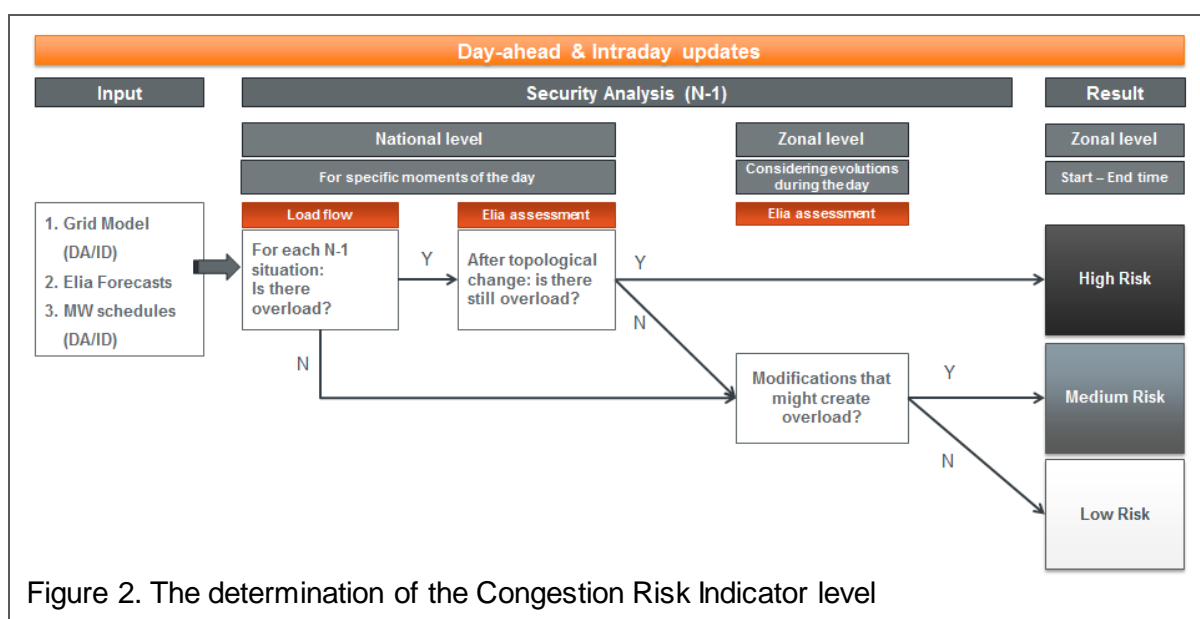 Day-ahead & Intraday updates
Input
Security Analysis (N-1)
Result
National level
Zonal level
Zonal level
For specific moments of the day
Considering evolutions
during the day
Start – End time
Load flow
Elia assessment
Elia assessment
1. Grid Model
(DA/ID)
2. Elia Forecasts
3. MW schedules
(DA/ID)
For each N-1
situation:
Is there
overload?
Y
After topological
change: is there
still overload?
Y
High Risk
N
N
Modifications that
might create
overload?
Y
Medium Risk
N
Low Risk
Figure 2. The determination of the Congestion Risk Indicator level